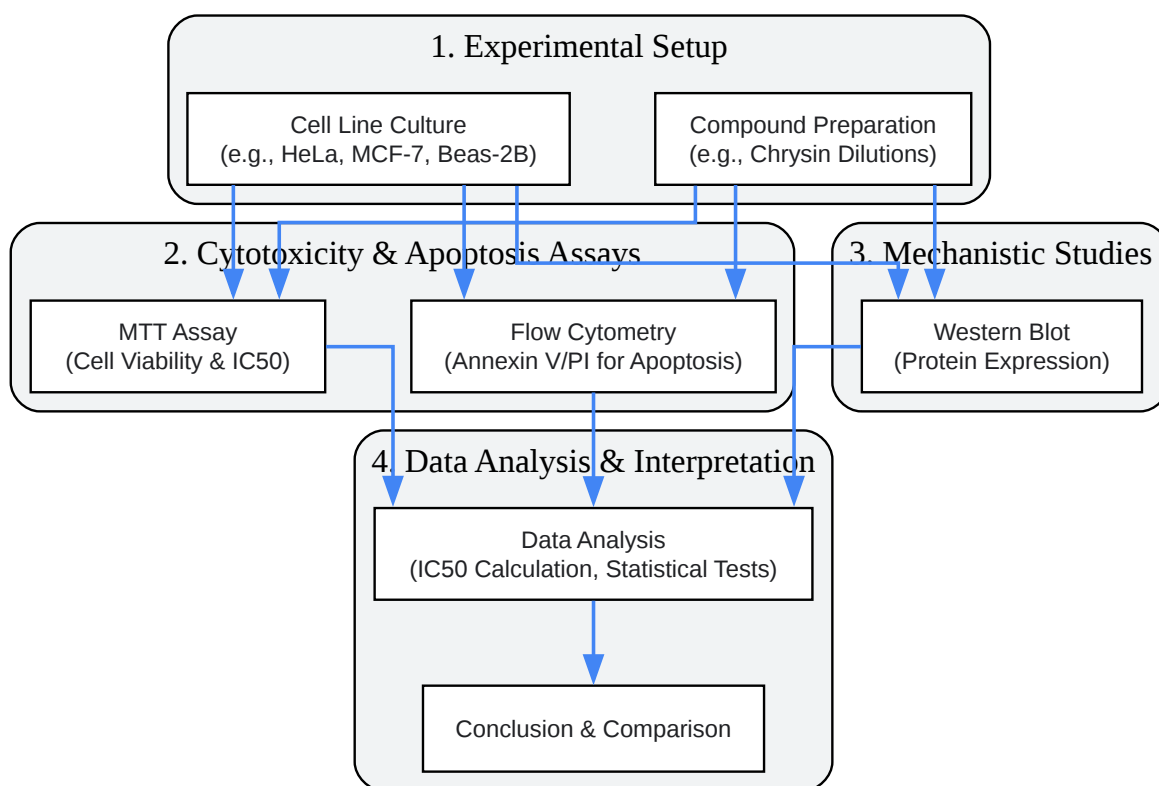 1. Experimental Setup
Cell Line Culture
(e.g., HeLa, MCF-7, Beas-2B)
Compound Preparation
(e.g., Chrysin Dilutions)
2. Cytotoxicity & Apoptosis Assays
3. Mechanistic Studies
MTT Assay
(Cell Viability & IC50)
Flow Cytometry
(Annexin V/PI for Apoptosis)
Western Blot
(Protein Expression)
4. Data Analysis & Interpretation
Data Analysis
(IC50 Calculation, Statistical Tests)
Conclusion & Comparison